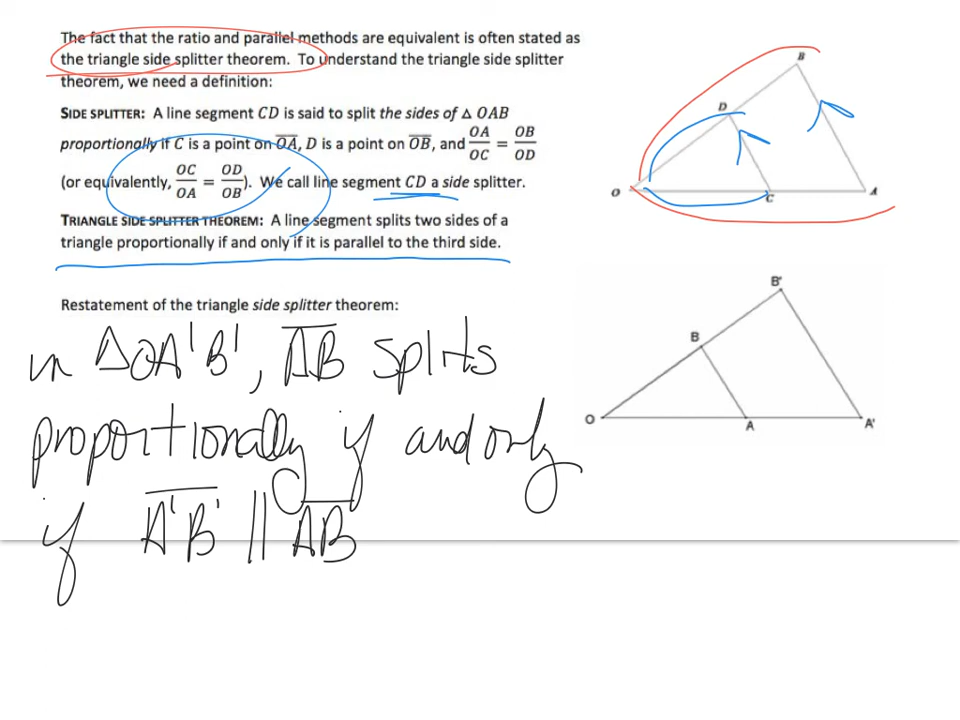 The fact that the ratio and parallel methods are equivalent is often stated as
the triangle side splitter theorem. To understand the triangle side splitter
theorem, we need a definition:
SIDE SPLITTER: A line segment CD is said to split the sides of △ OAB
proportionally if C is a point on O̅A̅, D is a point on O̅B̅, and OA/OC = OB/OD
(or equivalently, OC/OA = OD/OB). We call line segment CD a side splitter.
TRIANGLE SIDE SPLITTER THEOREM: A line segment splits two sides of a
triangle proportionally if and only if it is parallel to the third side.
Restatement of the triangle side splitter theorem:
in △OA'B', A̅B̅ splits
proportionally if and only
if A̅'B̅' || A̅B̅
B
D
O
C
A
B'
B
O
A
A'